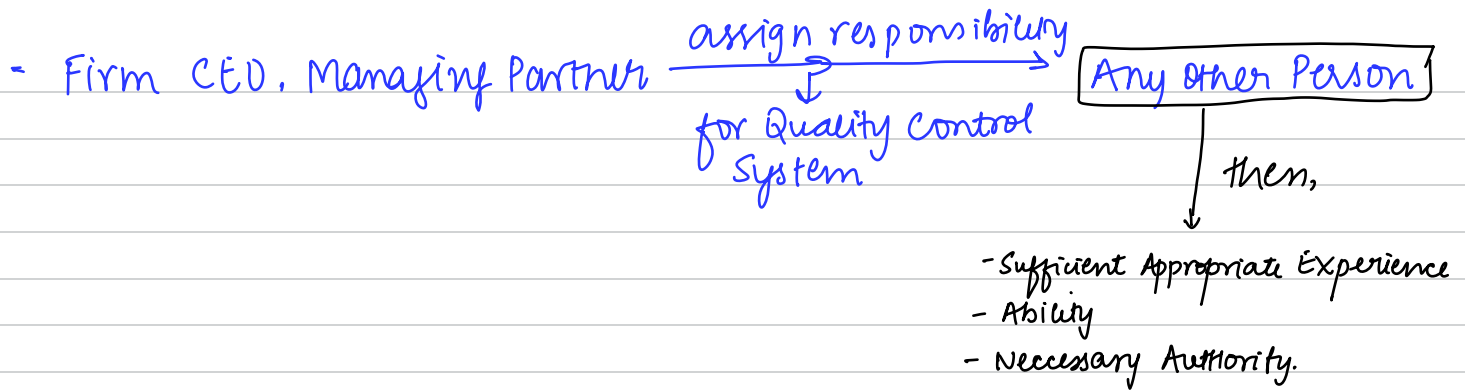 assign responsibility
- Firm CEO, Managing Partner
Any other Person
for Quality Control
System
then,
- Sufficient Appropriate Experience
- Ability
- Neccessary Authority.